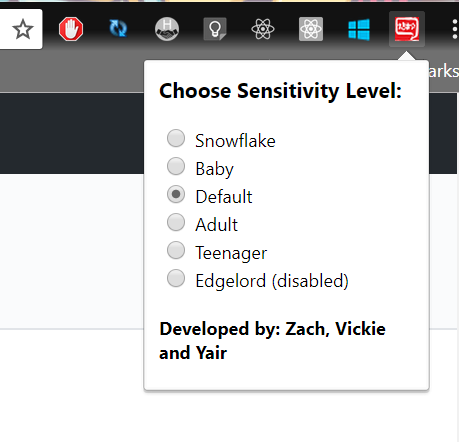 arks
Choose Sensitivity Level:
Snowflake
Baby
Default
Adult
Teenager
Edgelord (disabled)
Developed by: Zach, Vickie
and Yair